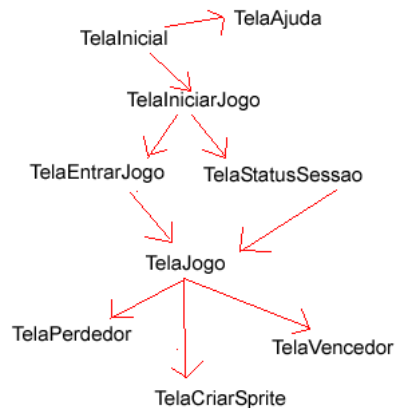 TelaAjuda
TelaInicial
TelaIniciarJogo
TelaEntrarJogo
TelaStatusSessao
TelaJogo
TelaPerdedor
TelaVencedor
TelaCriarSprite